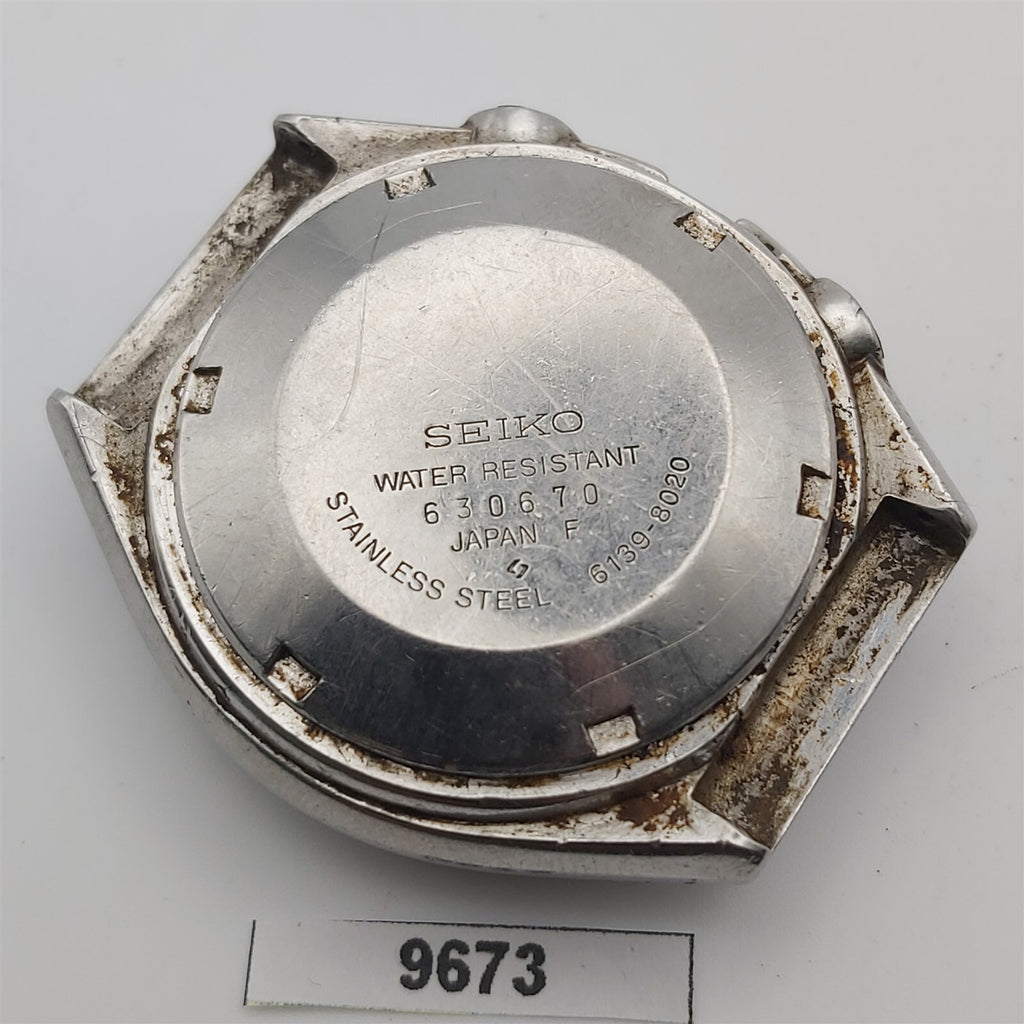 SEIKO
WATER RESISTANT
630670
JAPAN F
STAINLESS STEEL
6139-8020
9673